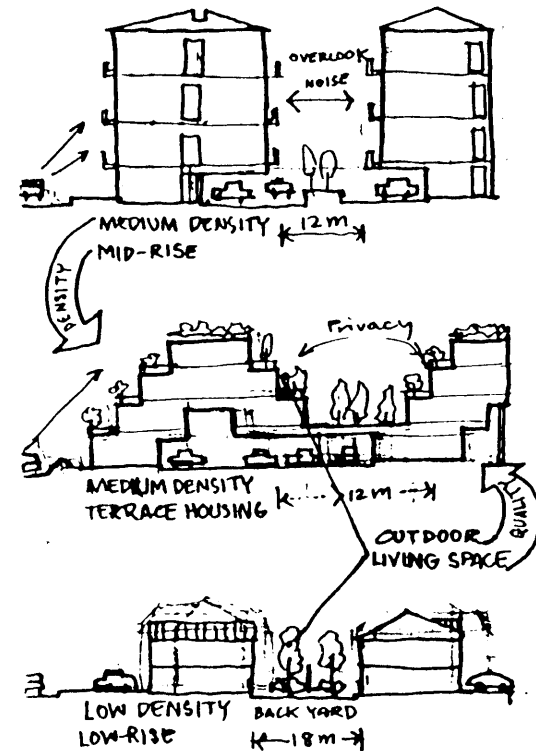 OVERLOOK
NOISE
MEDIUM DENSITY
MID-RISE
12m
DENSITY
Privacy
MEDIUM DENSITY
TERRACE HOUSING
12m
QUALITY
OUTDOOR
LIVING SPACE
LOW DENSITY
LOW-RISE
BACK YARD
18m